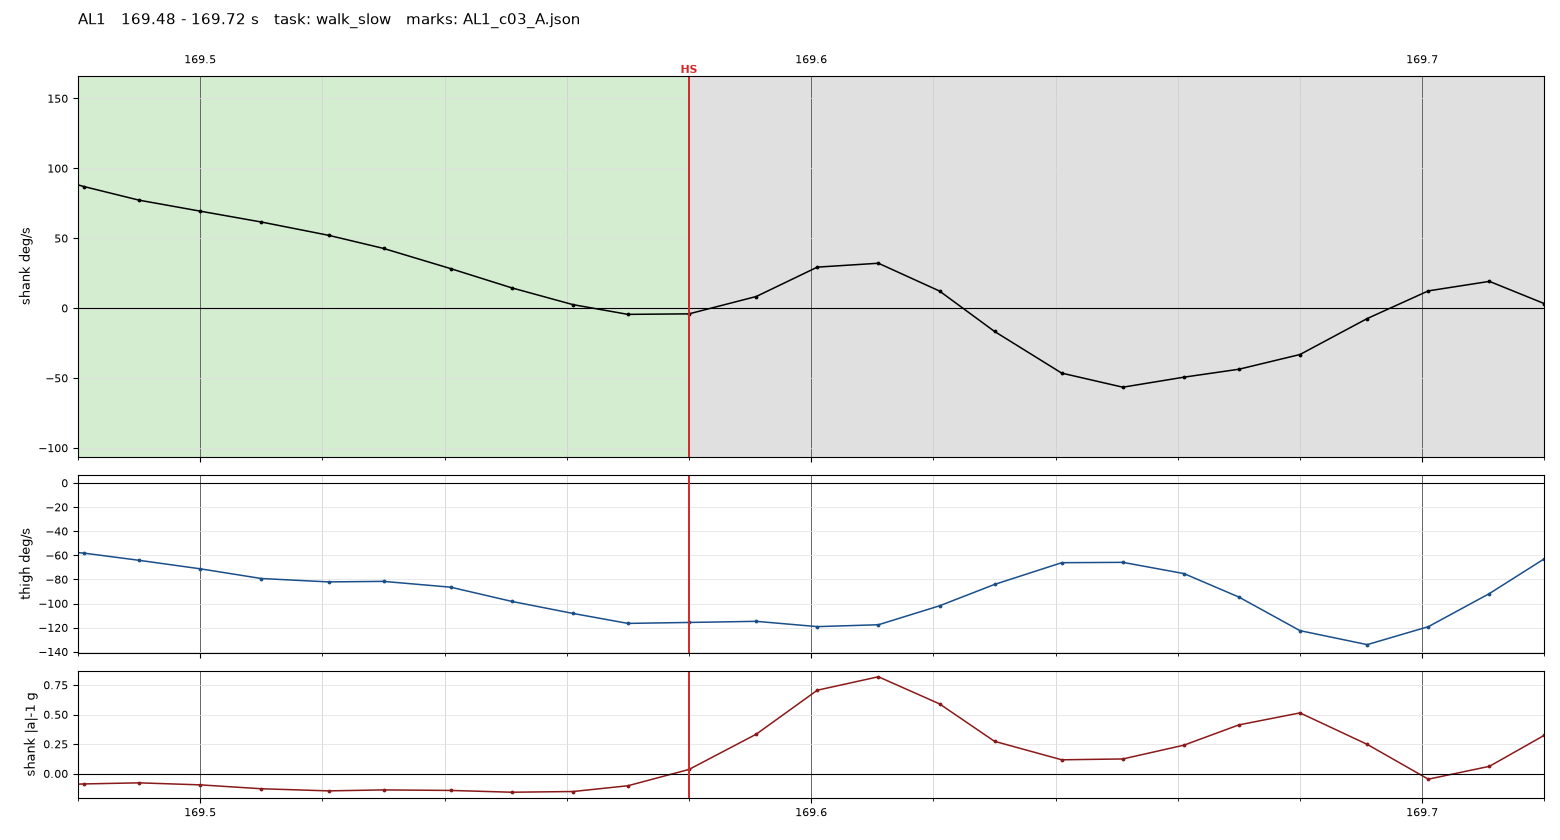 AL1   169.48 - 169.72 s   task: walk_slow   marks: AL1_c03_A.json
169.5 169.6 169.7
HS
150
100
50
0
−50
−100
shank deg/s
0
−20
−40
−60
−80
−100
−120
−140
thigh deg/s
0.75
0.50
0.25
0.00
shank |a|-1 g
169.5 169.6 169.7